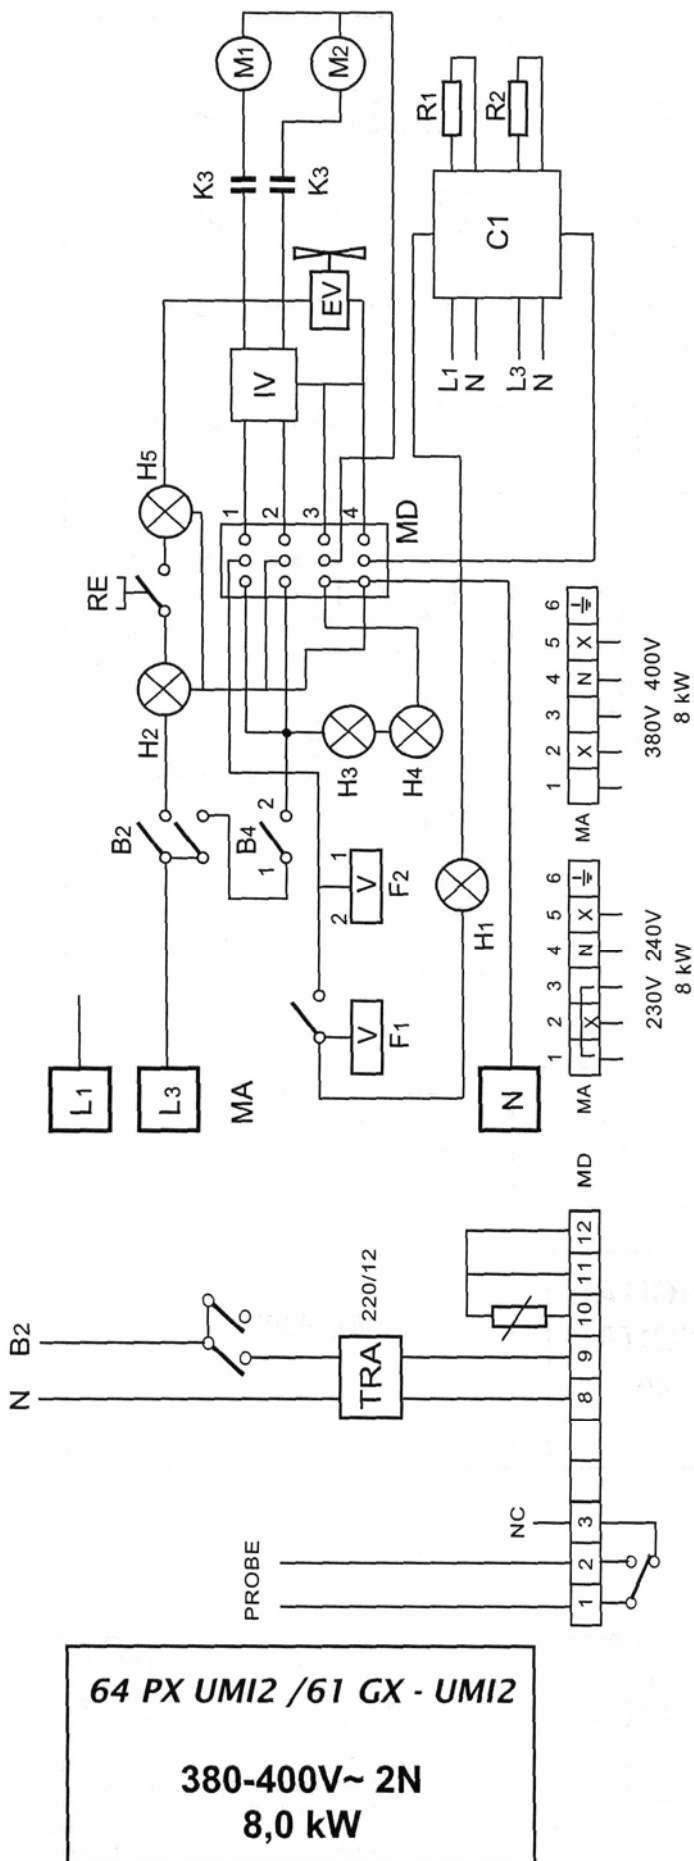 M1
M2
K3
K3
R1
R2
C1
L1
N
L3
N
EV
IV
H5
1
2
3
4
MD
RE
H2
H3
H4
B2
B4
1
2
1
2
V
F2
V
F1
H1
L1
L3
MA
N
MA
1 2 3 4 5 6
X N X
230V 240V
8 kW
MA
1 2 3 4 5 6
X N X
380V 400V
8 kW
N
B2
TRA
220/12
PROBE
NC
1 2 3 8 9 10 11 12
MD
64 PX UMI2 /61 GX - UMI2
380-400V~ 2N
8,0 kW